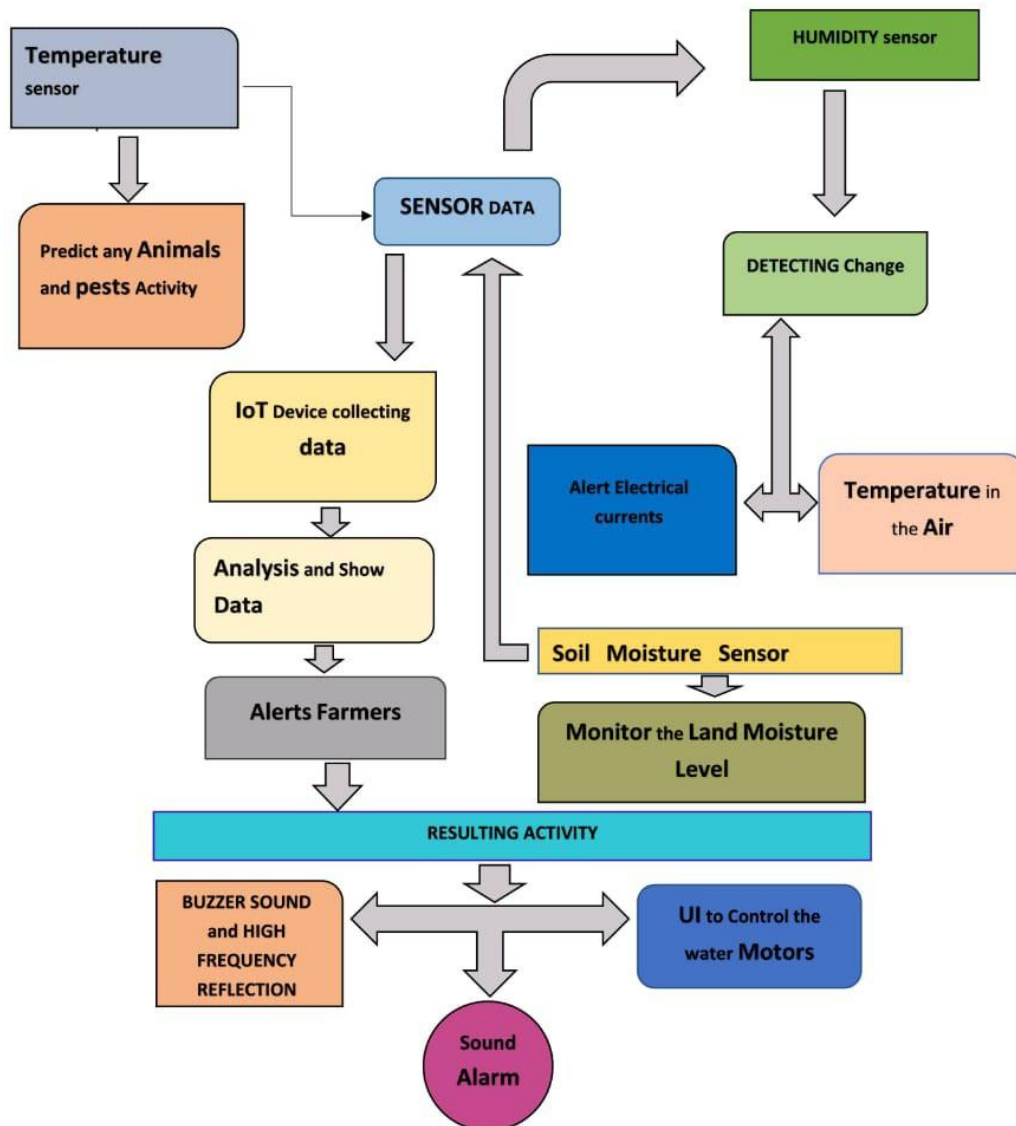 Temperature
sensor
HUMIDITY sensor
SENSOR DATA
Predict any Animals
and pests Activity
DETECTING Change
IoT Device collecting
data
Alert Electrical
currents
Temperature in
the Air
Analysis and Show
Data
Soil Moisture Sensor
Alerts Farmers
Monitor the Land Moisture
Level
RESULTING ACTIVITY
BUZZER SOUND
and HIGH
FREQUENCY
REFLECTION
UI to Control the
water Motors
Sound
Alarm